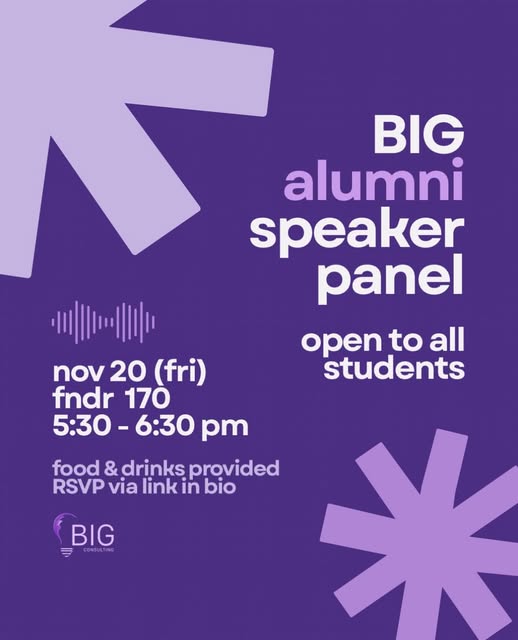 BIG
alumni
speaker
panel
open to all
students
nov 20 (fri)
fndr 170
5:30 - 6:30 pm
food & drinks provided
RSVP via link in bio
BIG
CONSULTING